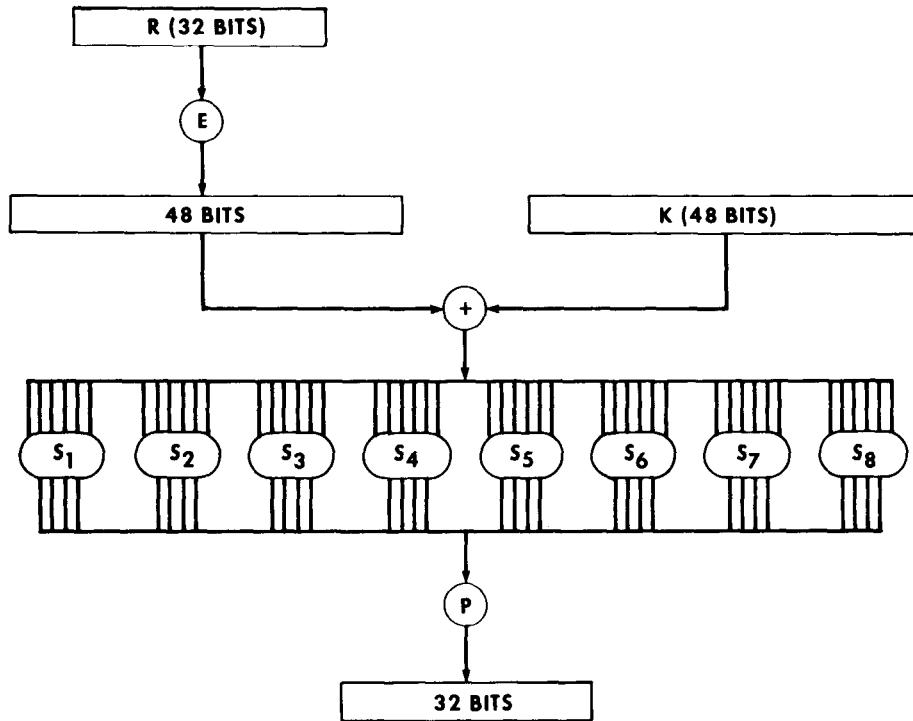 R (32 BITS)
E
48 BITS
K (48 BITS)
+
S1 S2 S3 S4 S5 S6 S7 S8
P
32 BITS